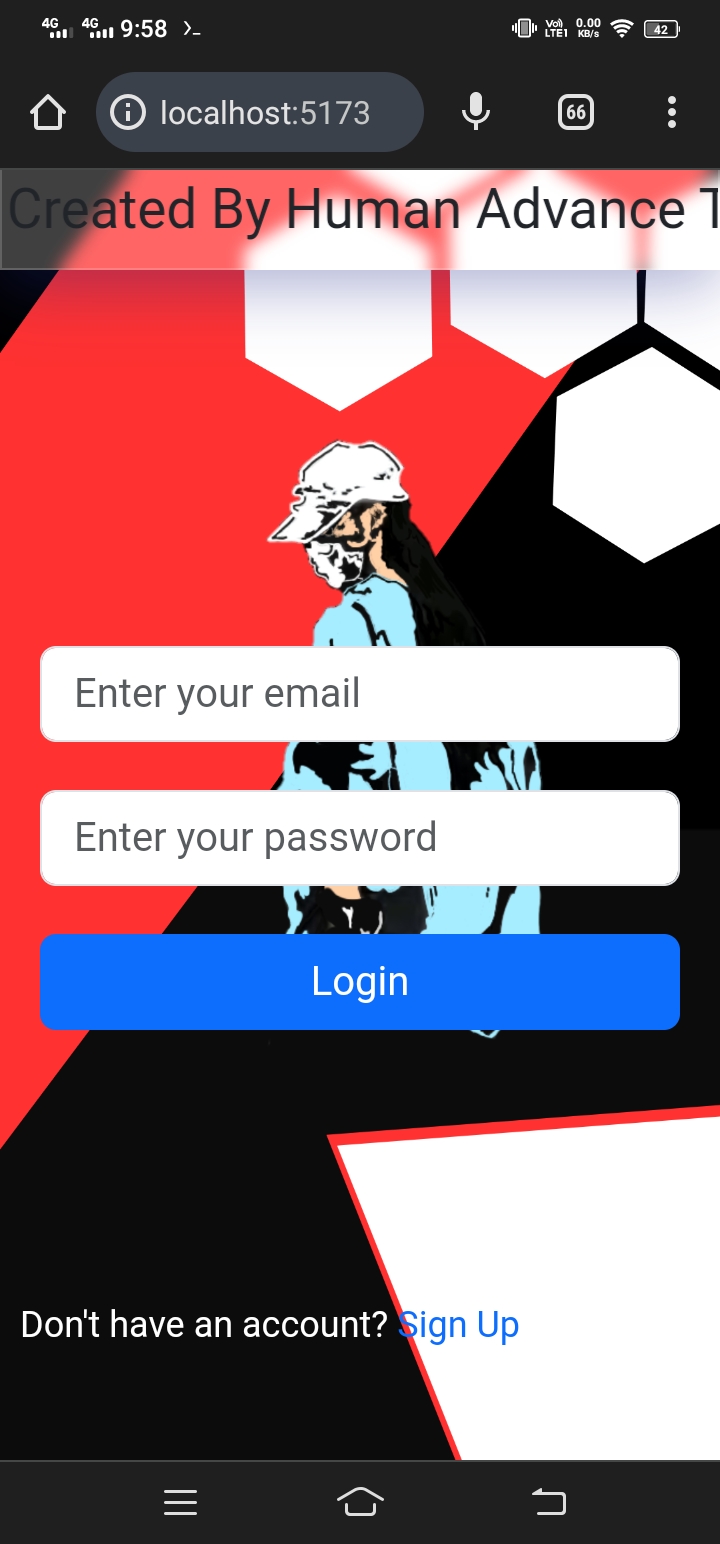 4G 4G 9:58 Vo) LTE1 0.00 KB/s 42
localhost:5173 66
Created By Human Advance T
Enter your email
Enter your password
Login
Don't have an account? Sign Up